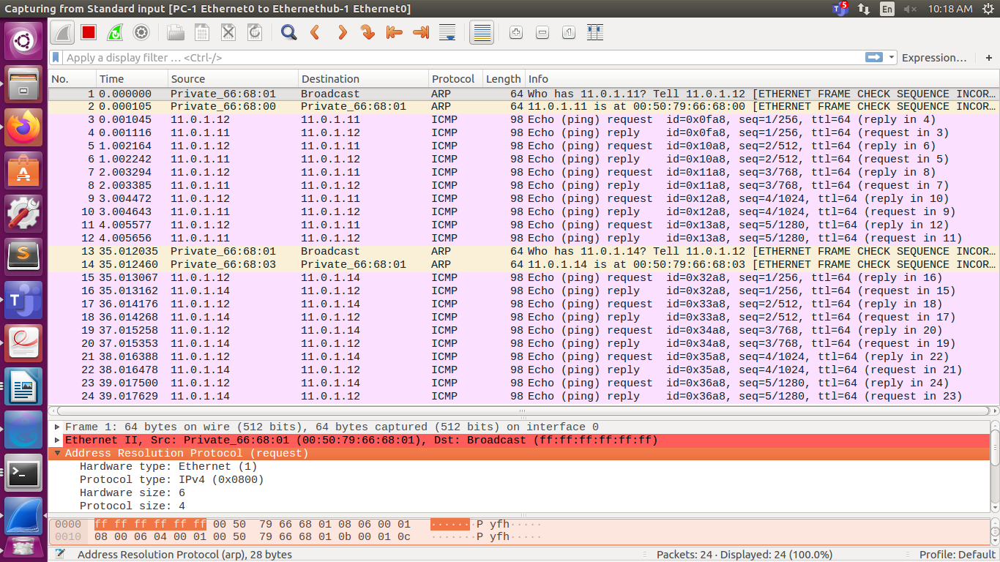 Capturing from Standard input [PC-1 Ethernet0 to Ethernethub-1 Ethernet0]
5 En 10:18 AM
Apply a display filter … <Ctrl-/> Expression… +
No. Time Source Destination Protocol Length Info
1 0.000000 Private_66:68:01 Broadcast ARP 64 Who has 11.0.1.11? Tell 11.0.1.12 [ETHERNET FRAME CHECK SEQUENCE INCOR…
2 0.000105 Private_66:68:00 Private_66:68:01 ARP 64 11.0.1.11 is at 00:50:79:66:68:00 [ETHERNET FRAME CHECK SEQUENCE INCOR…
3 0.001045 11.0.1.12 11.0.1.11 ICMP 98 Echo (ping) request id=0x0fa8, seq=1/256, ttl=64 (reply in 4)
4 0.001116 11.0.1.11 11.0.1.12 ICMP 98 Echo (ping) reply id=0x0fa8, seq=1/256, ttl=64 (request in 3)
5 1.002164 11.0.1.12 11.0.1.11 ICMP 98 Echo (ping) request id=0x10a8, seq=2/512, ttl=64 (reply in 6)
6 1.002242 11.0.1.11 11.0.1.12 ICMP 98 Echo (ping) reply id=0x10a8, seq=2/512, ttl=64 (request in 5)
7 2.003294 11.0.1.12 11.0.1.11 ICMP 98 Echo (ping) request id=0x11a8, seq=3/768, ttl=64 (reply in 8)
8 2.003385 11.0.1.11 11.0.1.12 ICMP 98 Echo (ping) reply id=0x11a8, seq=3/768, ttl=64 (request in 7)
9 3.004472 11.0.1.12 11.0.1.11 ICMP 98 Echo (ping) request id=0x12a8, seq=4/1024, ttl=64 (reply in 10)
10 3.004643 11.0.1.11 11.0.1.12 ICMP 98 Echo (ping) reply id=0x12a8, seq=4/1024, ttl=64 (request in 9)
11 4.005577 11.0.1.12 11.0.1.11 ICMP 98 Echo (ping) request id=0x13a8, seq=5/1280, ttl=64 (reply in 12)
12 4.005656 11.0.1.11 11.0.1.12 ICMP 98 Echo (ping) reply id=0x13a8, seq=5/1280, ttl=64 (request in 11)
13 35.012035 Private_66:68:01 Broadcast ARP 64 Who has 11.0.1.14? Tell 11.0.1.12 [ETHERNET FRAME CHECK SEQUENCE INCOR…
14 35.012460 Private_66:68:03 Private_66:68:01 ARP 64 11.0.1.14 is at 00:50:79:66:68:03 [ETHERNET FRAME CHECK SEQUENCE INCOR…
15 35.013067 11.0.1.12 11.0.1.14 ICMP 98 Echo (ping) request id=0x32a8, seq=1/256, ttl=64 (reply in 16)
16 35.013162 11.0.1.14 11.0.1.12 ICMP 98 Echo (ping) reply id=0x32a8, seq=1/256, ttl=64 (request in 15)
17 36.014176 11.0.1.12 11.0.1.14 ICMP 98 Echo (ping) request id=0x33a8, seq=2/512, ttl=64 (reply in 18)
18 36.014268 11.0.1.14 11.0.1.12 ICMP 98 Echo (ping) reply id=0x33a8, seq=2/512, ttl=64 (request in 17)
19 37.015258 11.0.1.12 11.0.1.14 ICMP 98 Echo (ping) request id=0x34a8, seq=3/768, ttl=64 (reply in 20)
20 37.015353 11.0.1.14 11.0.1.12 ICMP 98 Echo (ping) reply id=0x34a8, seq=3/768, ttl=64 (request in 19)
21 38.016388 11.0.1.12 11.0.1.14 ICMP 98 Echo (ping) request id=0x35a8, seq=4/1024, ttl=64 (reply in 22)
22 38.016478 11.0.1.14 11.0.1.12 ICMP 98 Echo (ping) reply id=0x35a8, seq=4/1024, ttl=64 (request in 21)
23 39.017500 11.0.1.12 11.0.1.14 ICMP 98 Echo (ping) request id=0x36a8, seq=5/1280, ttl=64 (reply in 24)
24 39.017629 11.0.1.14 11.0.1.12 ICMP 98 Echo (ping) reply id=0x36a8, seq=5/1280, ttl=64 (request in 23)
Frame 1: 64 bytes on wire (512 bits), 64 bytes captured (512 bits) on interface 0
Ethernet II, Src: Private_66:68:01 (00:50:79:66:68:01), Dst: Broadcast (ff:ff:ff:ff:ff:ff)
Address Resolution Protocol (request)
Hardware type: Ethernet (1)
Protocol type: IPv4 (0x0800)
Hardware size: 6
Protocol size: 4
0000 ff ff ff ff ff ff 00 50 79 66 68 01 08 06 00 01 ·······P yfh·····
0010 08 00 06 04 00 01 00 50 79 66 68 01 0b 00 01 0c ·······P yfh·····
Address Resolution Protocol (arp), 28 bytes Packets: 24 · Displayed: 24 (100.0%) Profile: Default